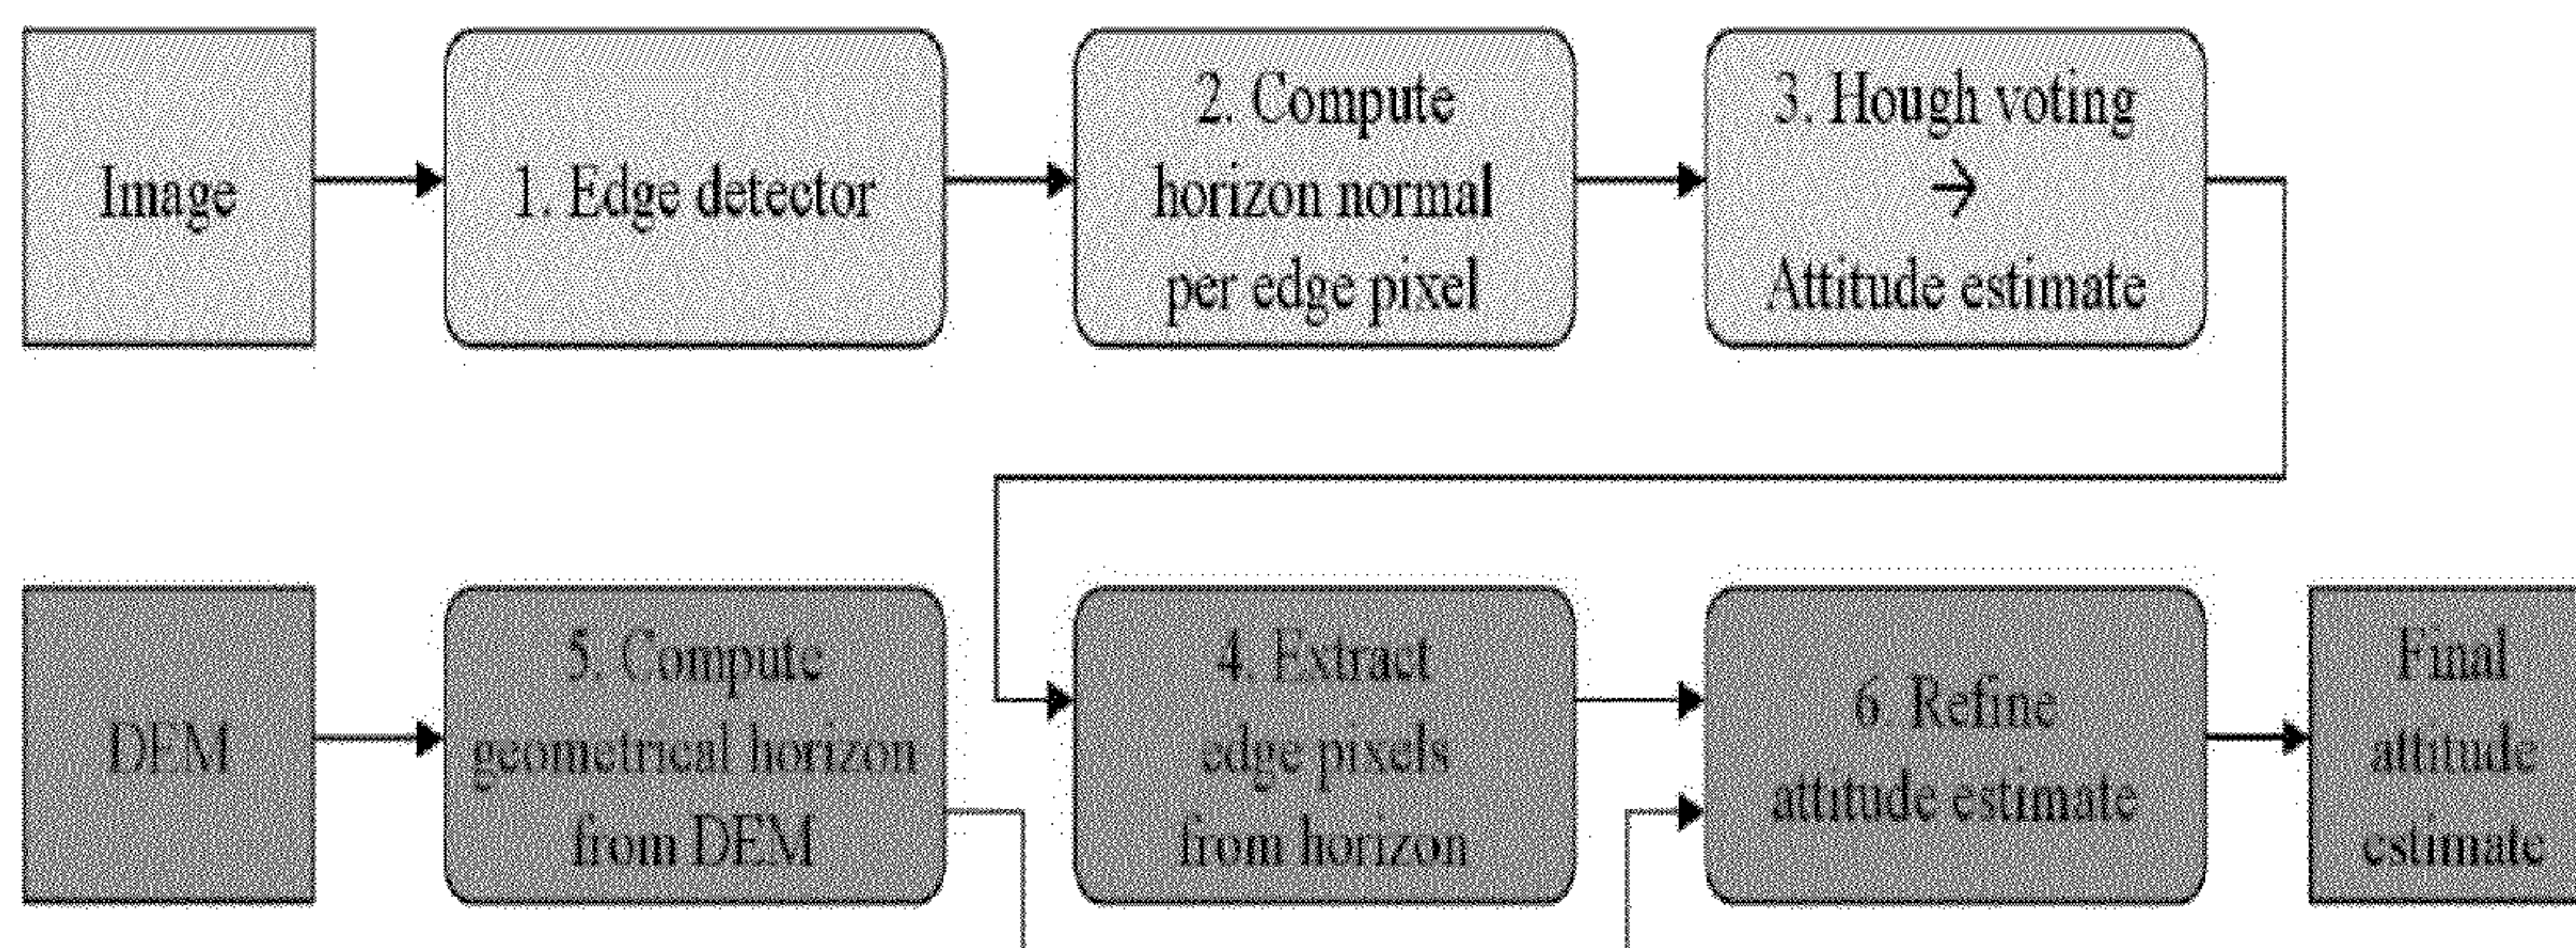 Image
1. Edge detector
2. Compute
horizon normal
per edge pixel
3. Hough voting
→
Attitude estimate
DEM
5. Compute
geometrical horizon
from DEM
4. Extract
edge pixels
from horizon
6. Refine
attitude estimate
Final
attitude
estimate